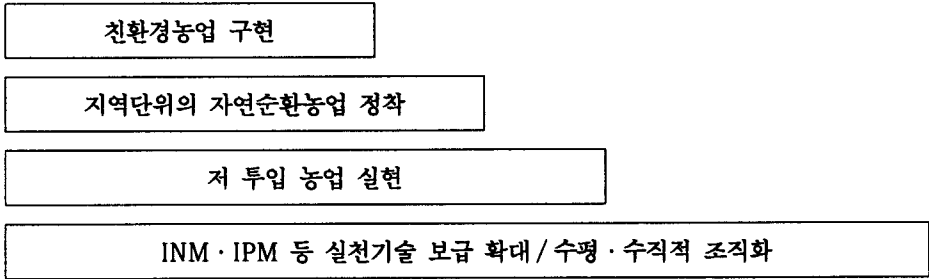 친환경농업 구현
지역단위의 자연순환농업 정착
저 투입 농업 실현
INM · IPM 등 실천기술 보급 확대 / 수평 · 수직적 조직화